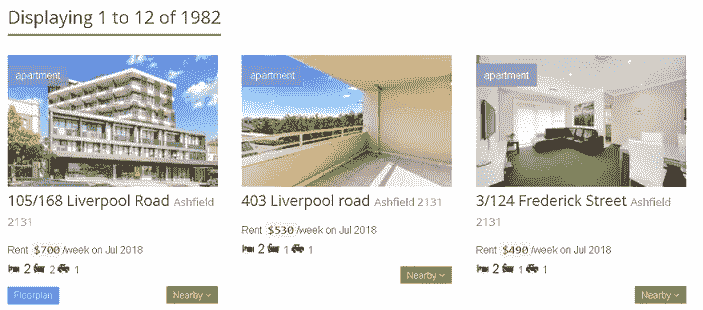 Displaying 1 to 12 of 1982
apartment
apartment
apartment
105/168 Liverpool Road Ashfield
2131
Rent $700/week on Jul 2018
2 2 1
Floorplan
Nearby
403 Liverpool road Ashfield 2131
Rent $530/week on Jul 2018
2 1 1
Nearby
3/124 Frederick Street Ashfield
2131
Rent $490/week on Jul 2018
2 1 1
Nearby